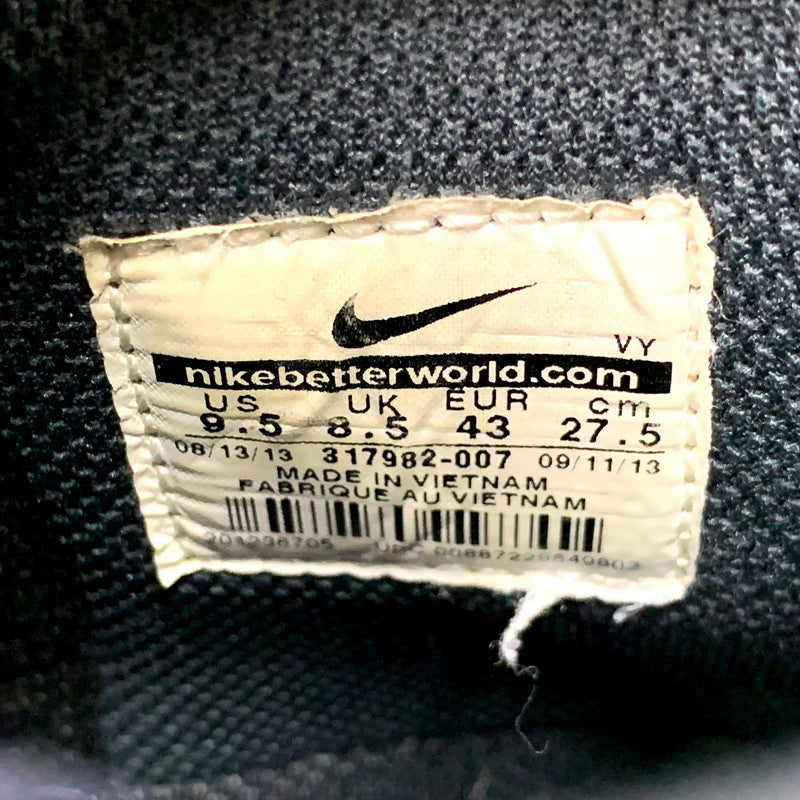 VY
nikebetterworld.com
US UK EUR cm
9.5 8.5 43 27.5
08/13/13 317982-007 09/11/13
MADE IN VIETNAM
FABRIQUE AU VIETNAM
UPC